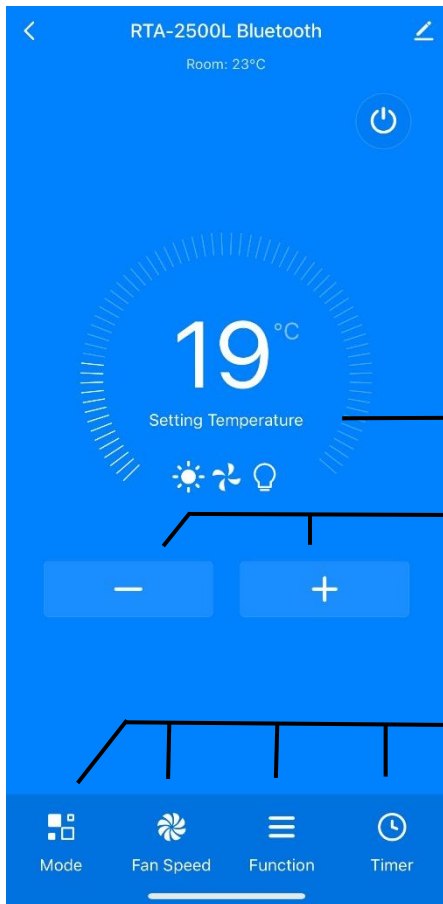 RTA-2500L Bluetooth
Room: 23°C
19°C
Setting Temperature
Mode Fan Speed Function Timer